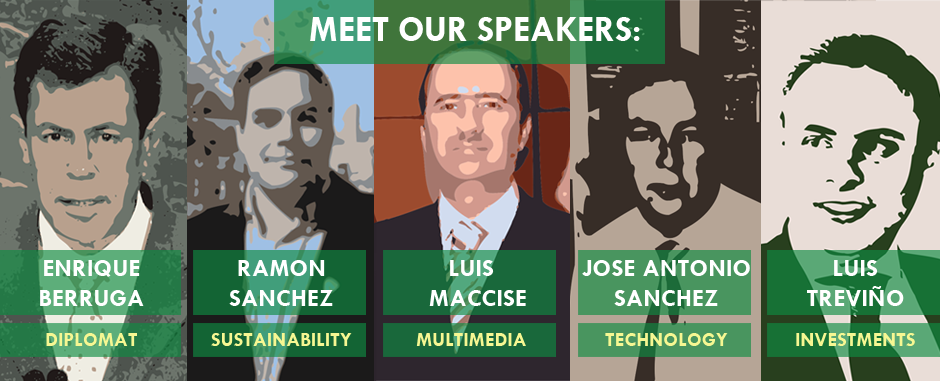 MEET OUR SPEAKERS:
ENRIQUE
BERRUGA
DIPLOMAT
RAMON
SANCHEZ
SUSTAINABILITY
LUIS
MACCISE
MULTIMEDIA
JOSE ANTONIO
SANCHEZ
TECHNOLOGY
LUIS
TREVIÑO
INVESTMENTS